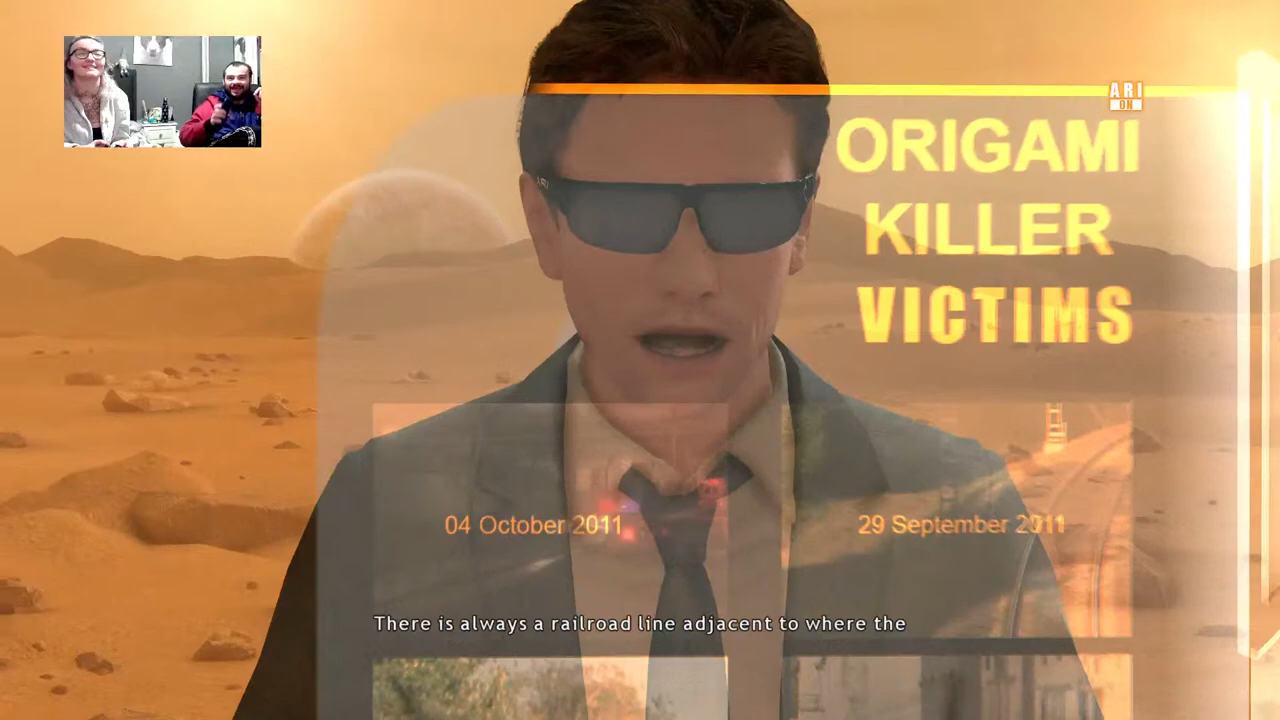 ARI
ON
ORIGAMI
KILLER
VICTIMS
04 October 2011
29 September 2011
There is always a railroad line adjacent to where the